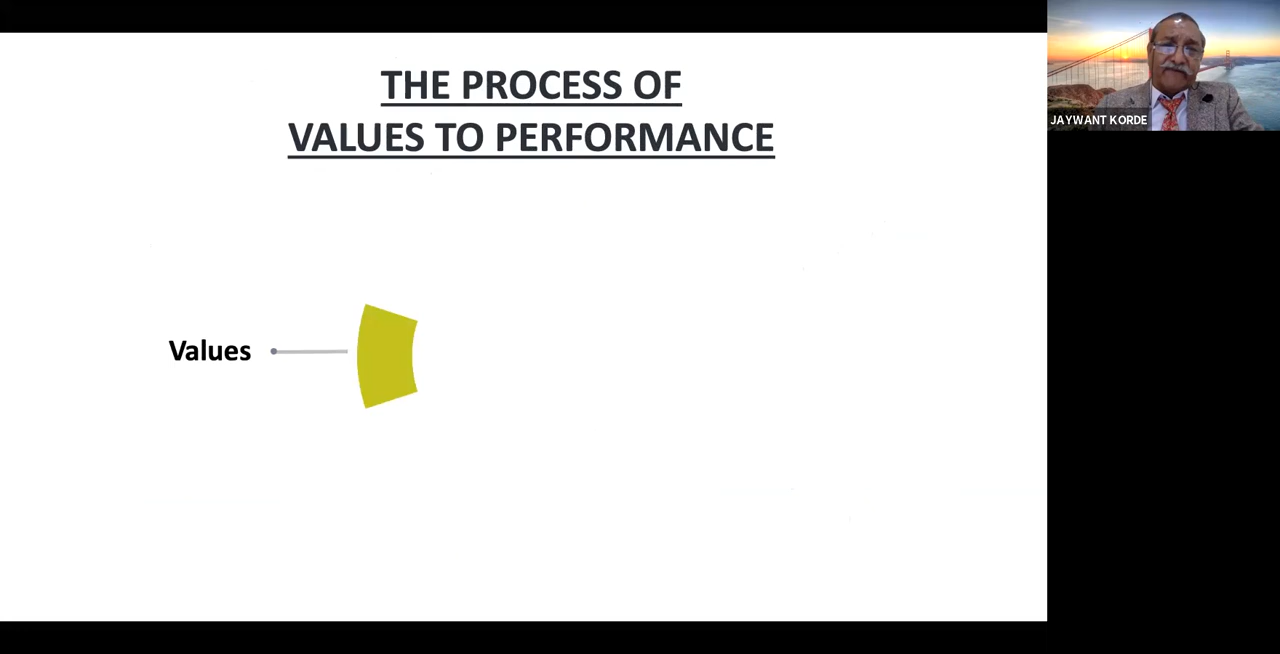 THE PROCESS OF
VALUES TO PERFORMANCE
Values
JAYWANT KORDE